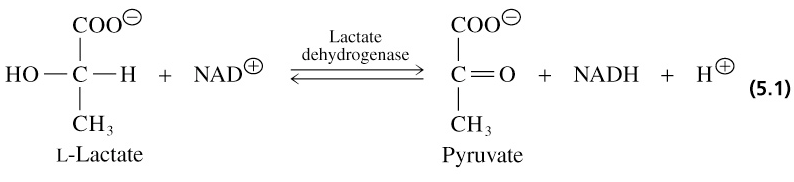 COO⊖ COO⊖
Lactate
dehydrogenase
HO—C—H + NAD⊕ ⇌ C=O + NADH + H⊕ (5.1)
CH₃ CH₃
L-Lactate Pyruvate